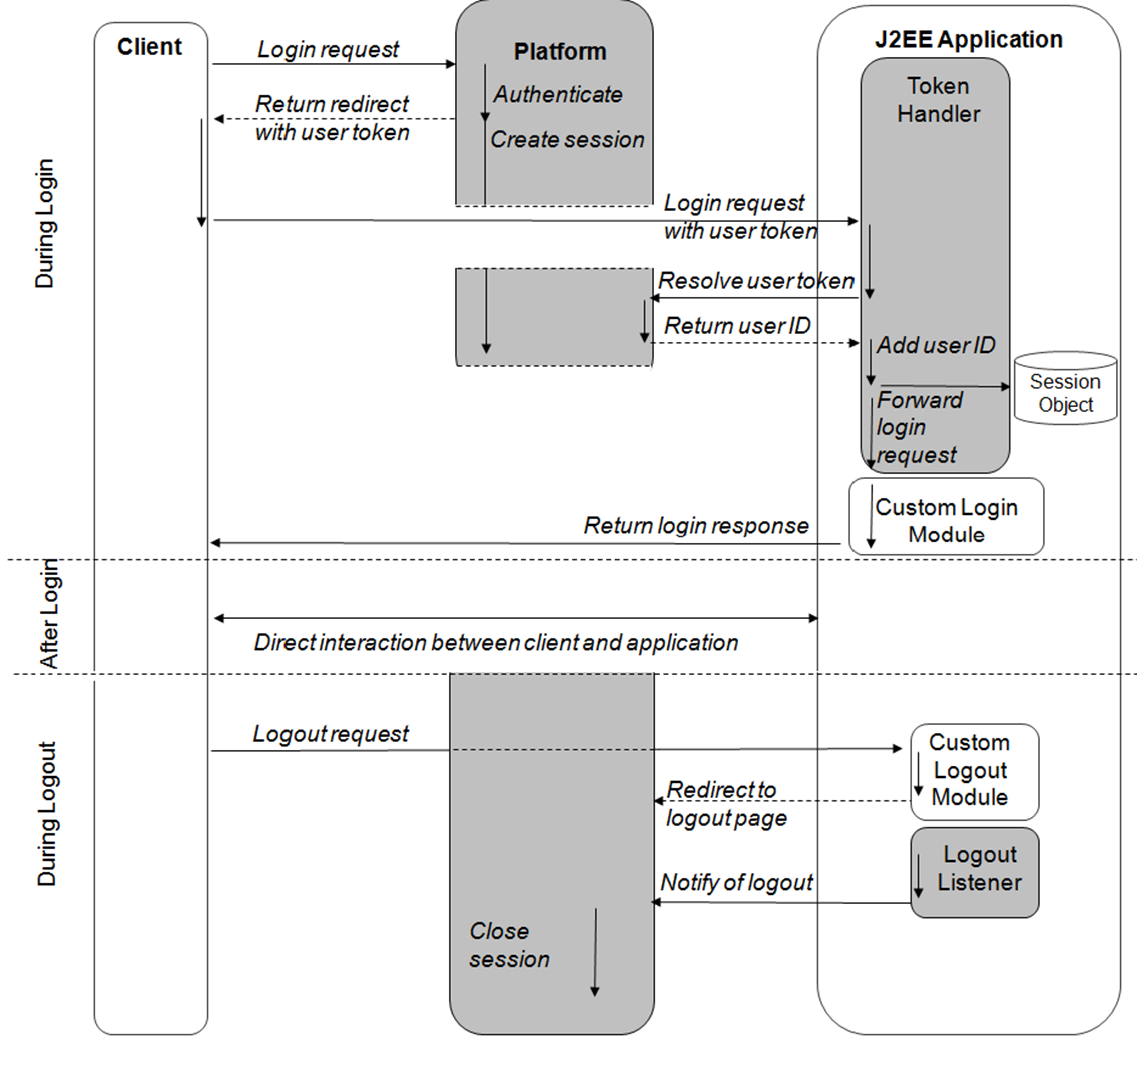 Client
Platform
J2EE Application
Login request
Token
Handler
Authenticate
Return redirect
with user token
Create session
During Login
Login request
with user token
Resolve user token
Return user ID
Add user ID
Session
Object
Forward
login
request
Custom Login
Module
Return login response
After Login
Direct interaction between client and application
During Logout
Logout request
Custom
Logout
Module
Redirect to
logout page
Logout
Listener
Notify of logout
Close
session